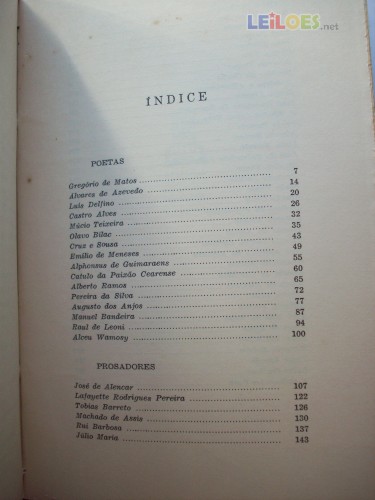 LEiLOES.net
ÍNDICE
POETAS
Gregório de Matos 7
Álvares de Azevedo 14
Luís Delfino 20
Castro Alves 26
Múcio Teixeira 32
Olavo Bilac 35
Cruz e Sousa 43
Emílio de Meneses 49
Alphonsus de Guimaraens 55
Catulo da Paixão Cearense 60
Alberto Ramos 65
Pereira da Silva 72
Augusto dos Anjos 77
Manuel Bandeira 87
Raul de Leoni 94
Alceu Wamosy 100
PROSADORES
José de Alencar 107
Lafayette Rodrigues Pereira 122
Tobias Barreto 126
Machado de Assis 130
Rui Barbosa 137
Júlio Maria 143